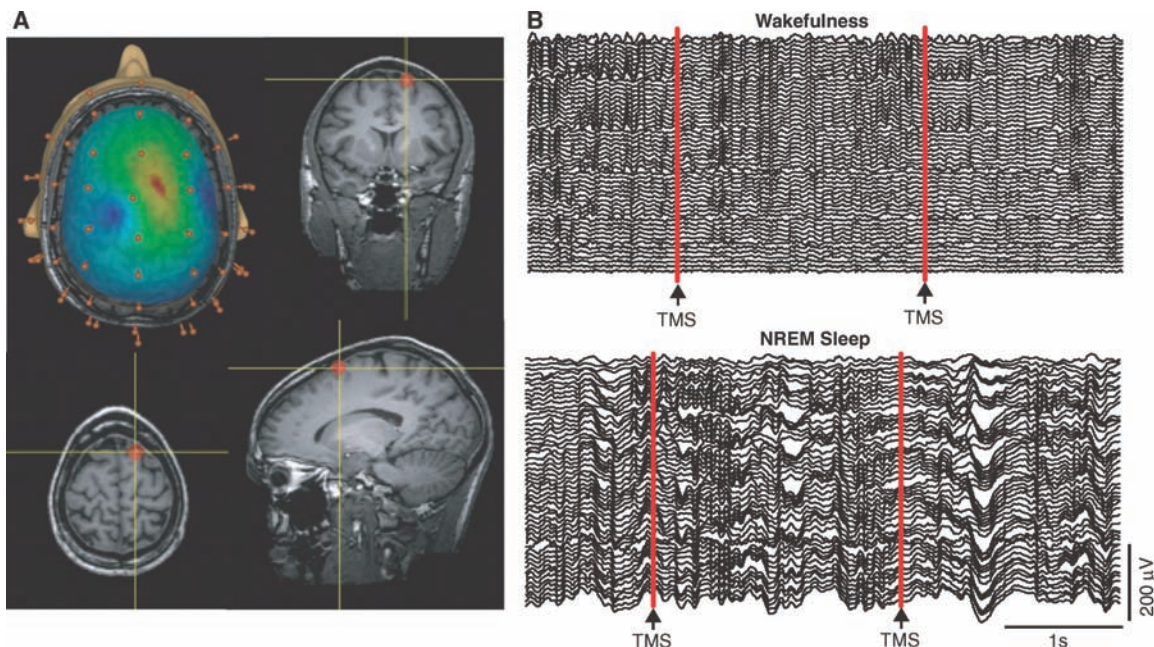 A
B
Wakefulness
TMS
TMS
NREM Sleep
200 µV
TMS
TMS
1s